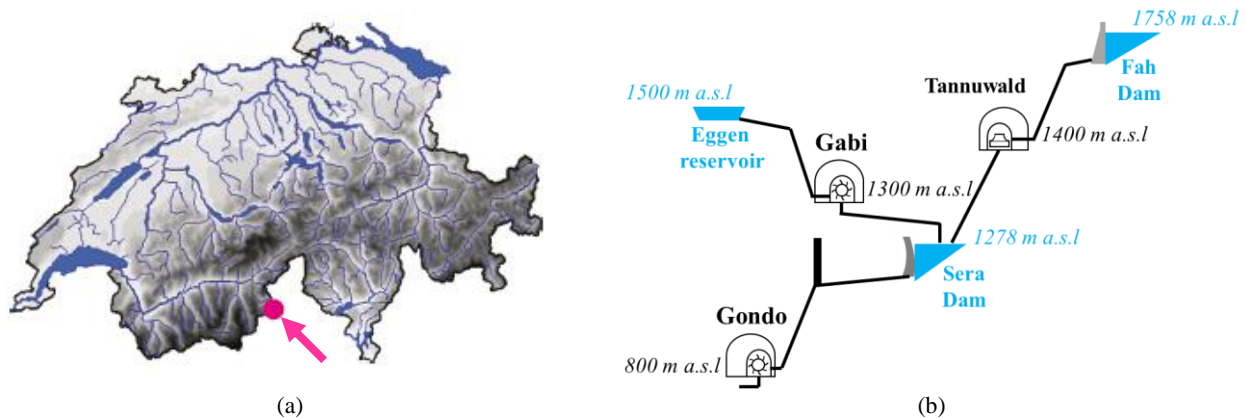 1758 m a.s.l
Fah
Dam
Tannuwald
1400 m a.s.l
1500 m a.s.l
Eggen
reservoir
Gabi
1300 m a.s.l
1278 m a.s.l
Sera
Dam
Gondo
800 m a.s.l
(a)
(b)